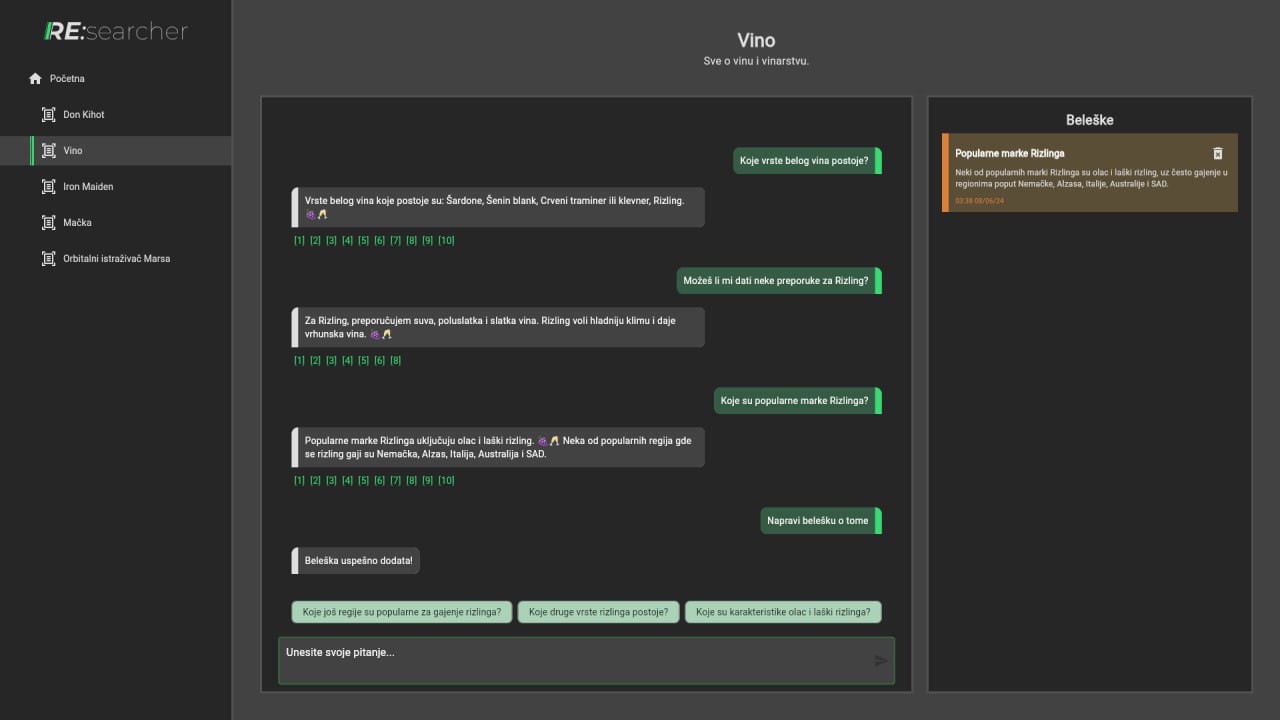 RE:searcher
Početna
Don Kihot
Vino
Iron Maiden
Mačka
Orbitalni istraživač Marsa
Vino
Sve o vinu i vinarstvu.
Koje vrste belog vina postoje?
Vrste belog vina koje postoje su: Šardone, Šenin blank, Crveni traminer ili klevner, Rizling.
🍇🥂
[1] [2] [3] [4] [5] [6] [7] [8] [9] [10]
Možeš li mi dati neke preporuke za Rizling?
Za Rizling, preporučujem suva, poluslatka i slatka vina. Rizling voli hladniju klimu i daje
vrhunska vina. 🍇🥂
[1] [2] [3] [4] [5] [6] [8]
Koje su popularne marke Rizlinga?
Popularne marke Rizlinga uključuju olac i laški rizling. 🍇🥂 Neka od popularnih regija gde
se rizling gaji su Nemačka, Alzas, Italija, Australija i SAD.
[1] [2] [3] [4] [5] [6] [7] [8] [9] [10]
Napravi belešku o tome
Beleška uspešno dodata!
Koje još regije su popularne za gajenje rizlinga?
Koje druge vrste rizlinga postoje?
Koje su karakteristike olac i laški rizlinga?
Unesite svoje pitanje...
Beleške
Popularne marke Rizlinga
Neki od popularnih marki Rizlinga su olac i laški rizling, uz često gajenje u
regionima poput Nemačke, Alzasa, Italije, Australije i SAD.
03:38 08/06/24